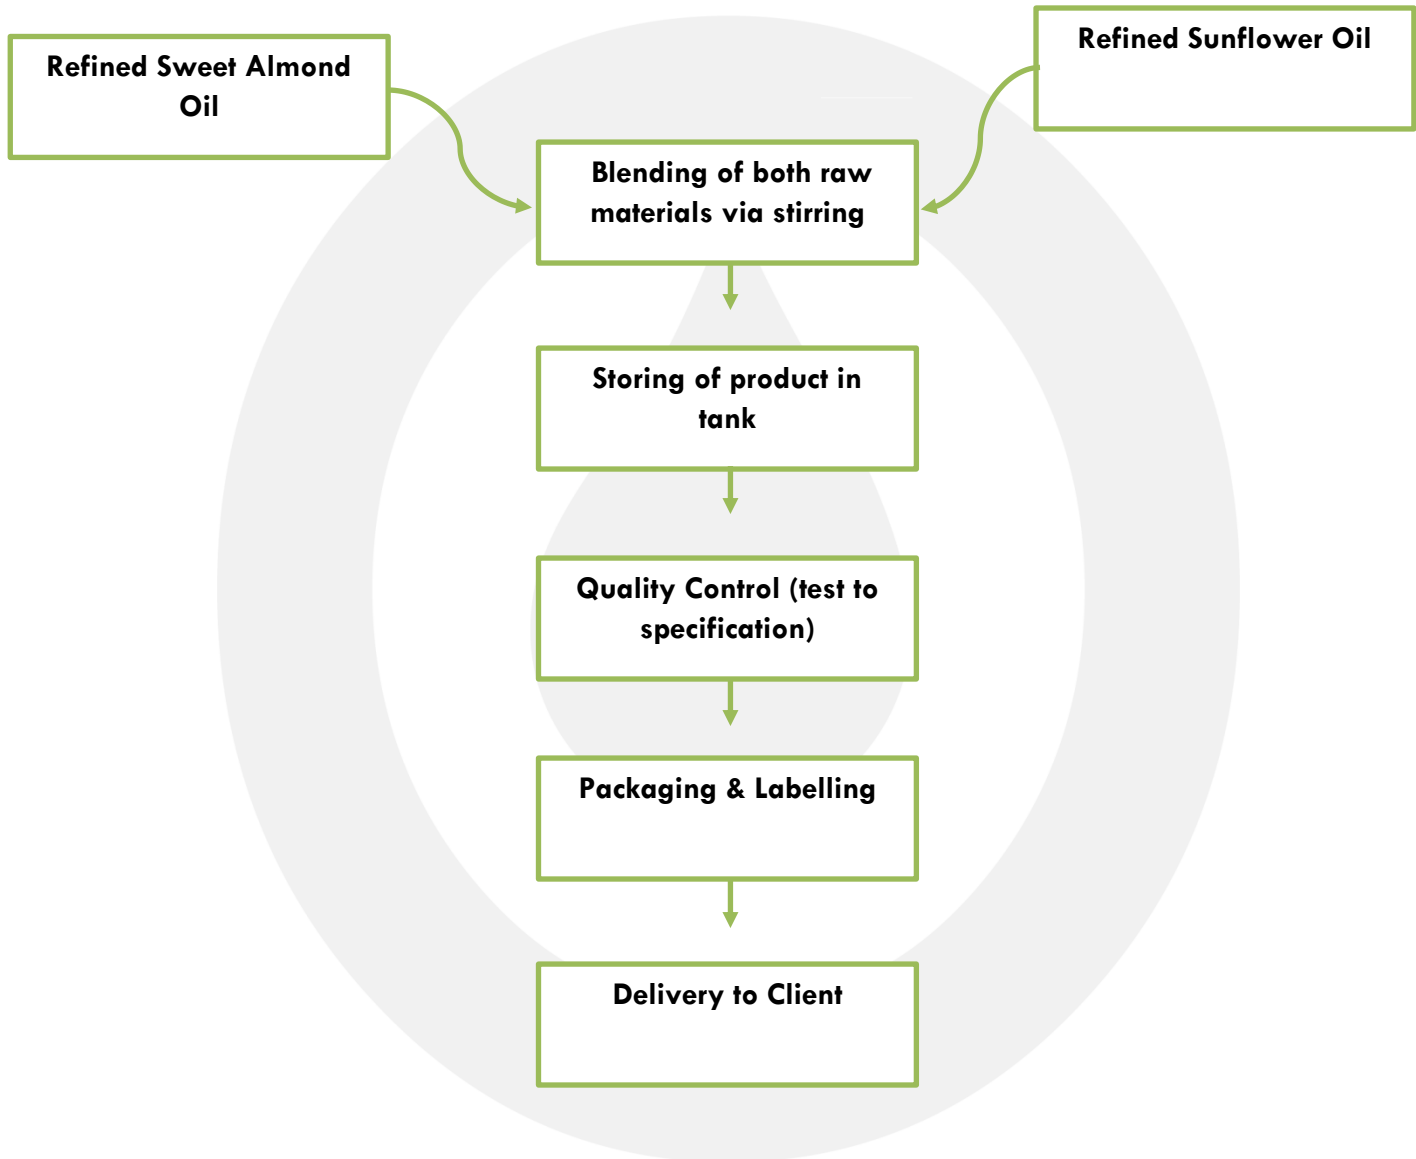 Refined Sweet Almond
Oil
Refined Sunflower Oil
Blending of both raw
materials via stirring
Storing of product in
tank
Quality Control (test to
specification)
Packaging & Labelling
Delivery to Client